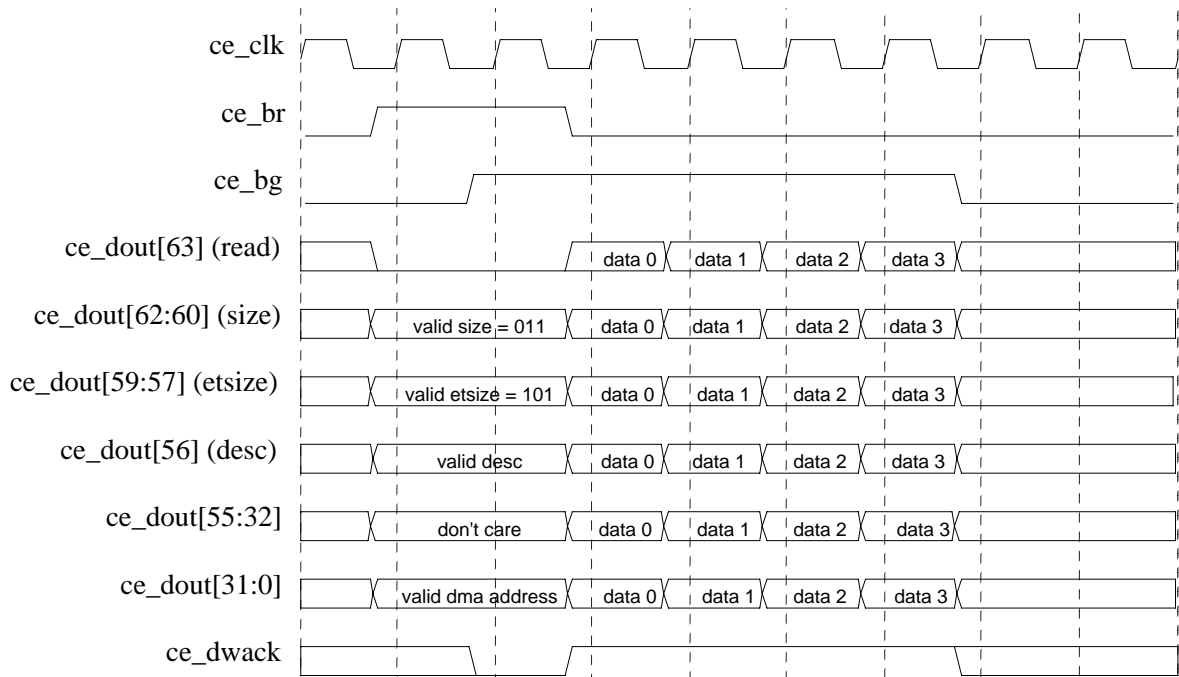 ce_clk
ce_br
ce_bg
ce_dout[63] (read) data 0 data 1 data 2 data 3
ce_dout[62:60] (size) valid size = 011 data 0 data 1 data 2 data 3
ce_dout[59:57] (etsize) valid etsize = 101 data 0 data 1 data 2 data 3
ce_dout[56] (desc) valid desc data 0 data 1 data 2 data 3
ce_dout[55:32] don't care data 0 data 1 data 2 data 3
ce_dout[31:0] valid dma address data 0 data 1 data 2 data 3
ce_dwack